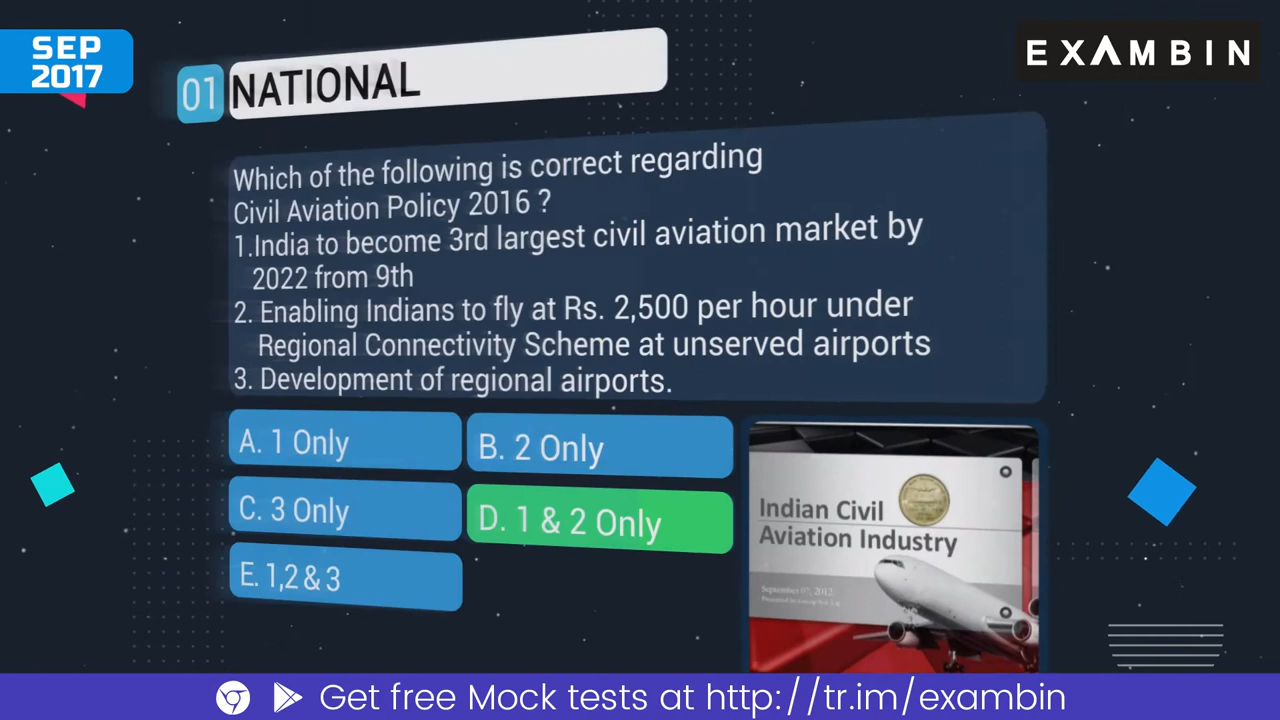 SEP
2017
EXAMBIN
01 NATIONAL
Which of the following is correct regarding
Civil Aviation Policy 2016 ?
1.India to become 3rd largest civil aviation market by
2022 from 9th
2. Enabling Indians to fly at Rs. 2,500 per hour under
Regional Connectivity Scheme at unserved airports
3. Development of regional airports.
A. 1 Only
B. 2 Only
C. 3 Only
D. 1 & 2 Only
E. 1,2 & 3
Indian Civil
Aviation Industry
September 07, 2012
Get free Mock tests at http://tr.im/exambin